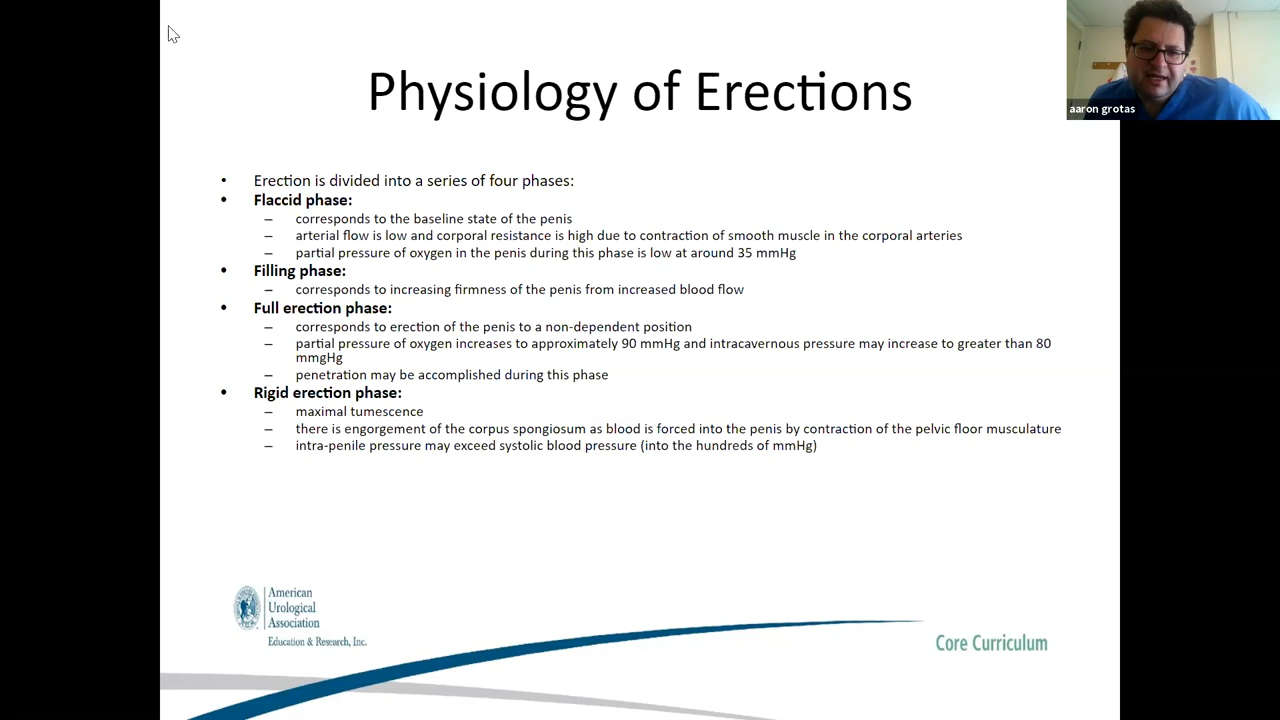 Physiology of Erections
aaron grotas
• Erection is divided into a series of four phases:
• Flaccid phase:
– corresponds to the baseline state of the penis
– arterial flow is low and corporal resistance is high due to contraction of smooth muscle in the corporal arteries
– partial pressure of oxygen in the penis during this phase is low at around 35 mmHg
• Filling phase:
– corresponds to increasing firmness of the penis from increased blood flow
• Full erection phase:
– corresponds to erection of the penis to a non-dependent position
– partial pressure of oxygen increases to approximately 90 mmHg and intracavernous pressure may increase to greater than 80
mmgHg
– penetration may be accomplished during this phase
• Rigid erection phase:
– maximal tumescence
– there is engorgement of the corpus spongiosum as blood is forced into the penis by contraction of the pelvic floor musculature
– intra-penile pressure may exceed systolic blood pressure (into the hundreds of mmHg)
American
Urological
Association
Education & Research, Inc.
Core Curriculum